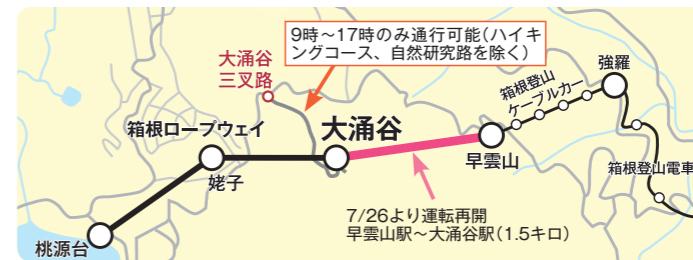 9時～17時のみ通行可能（ハイキ
ングコース、自然研究路を除く）
大涌谷
三叉路
強羅
箱根登山
ケーブルカー
箱根ロープウェイ
大涌谷
早雲山
姥子
箱根登山電車
7/26より運転再開
早雲山駅～大涌谷駅（1.5キロ）
桃源台